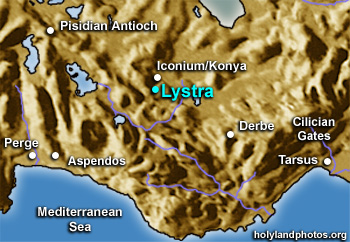 Pisidian Antioch
Iconium/Konya
Lystra
Derbe
Cilician
Gates
Perge
Aspendos
Tarsus
Mediterranean
Sea
holylandphotos.org